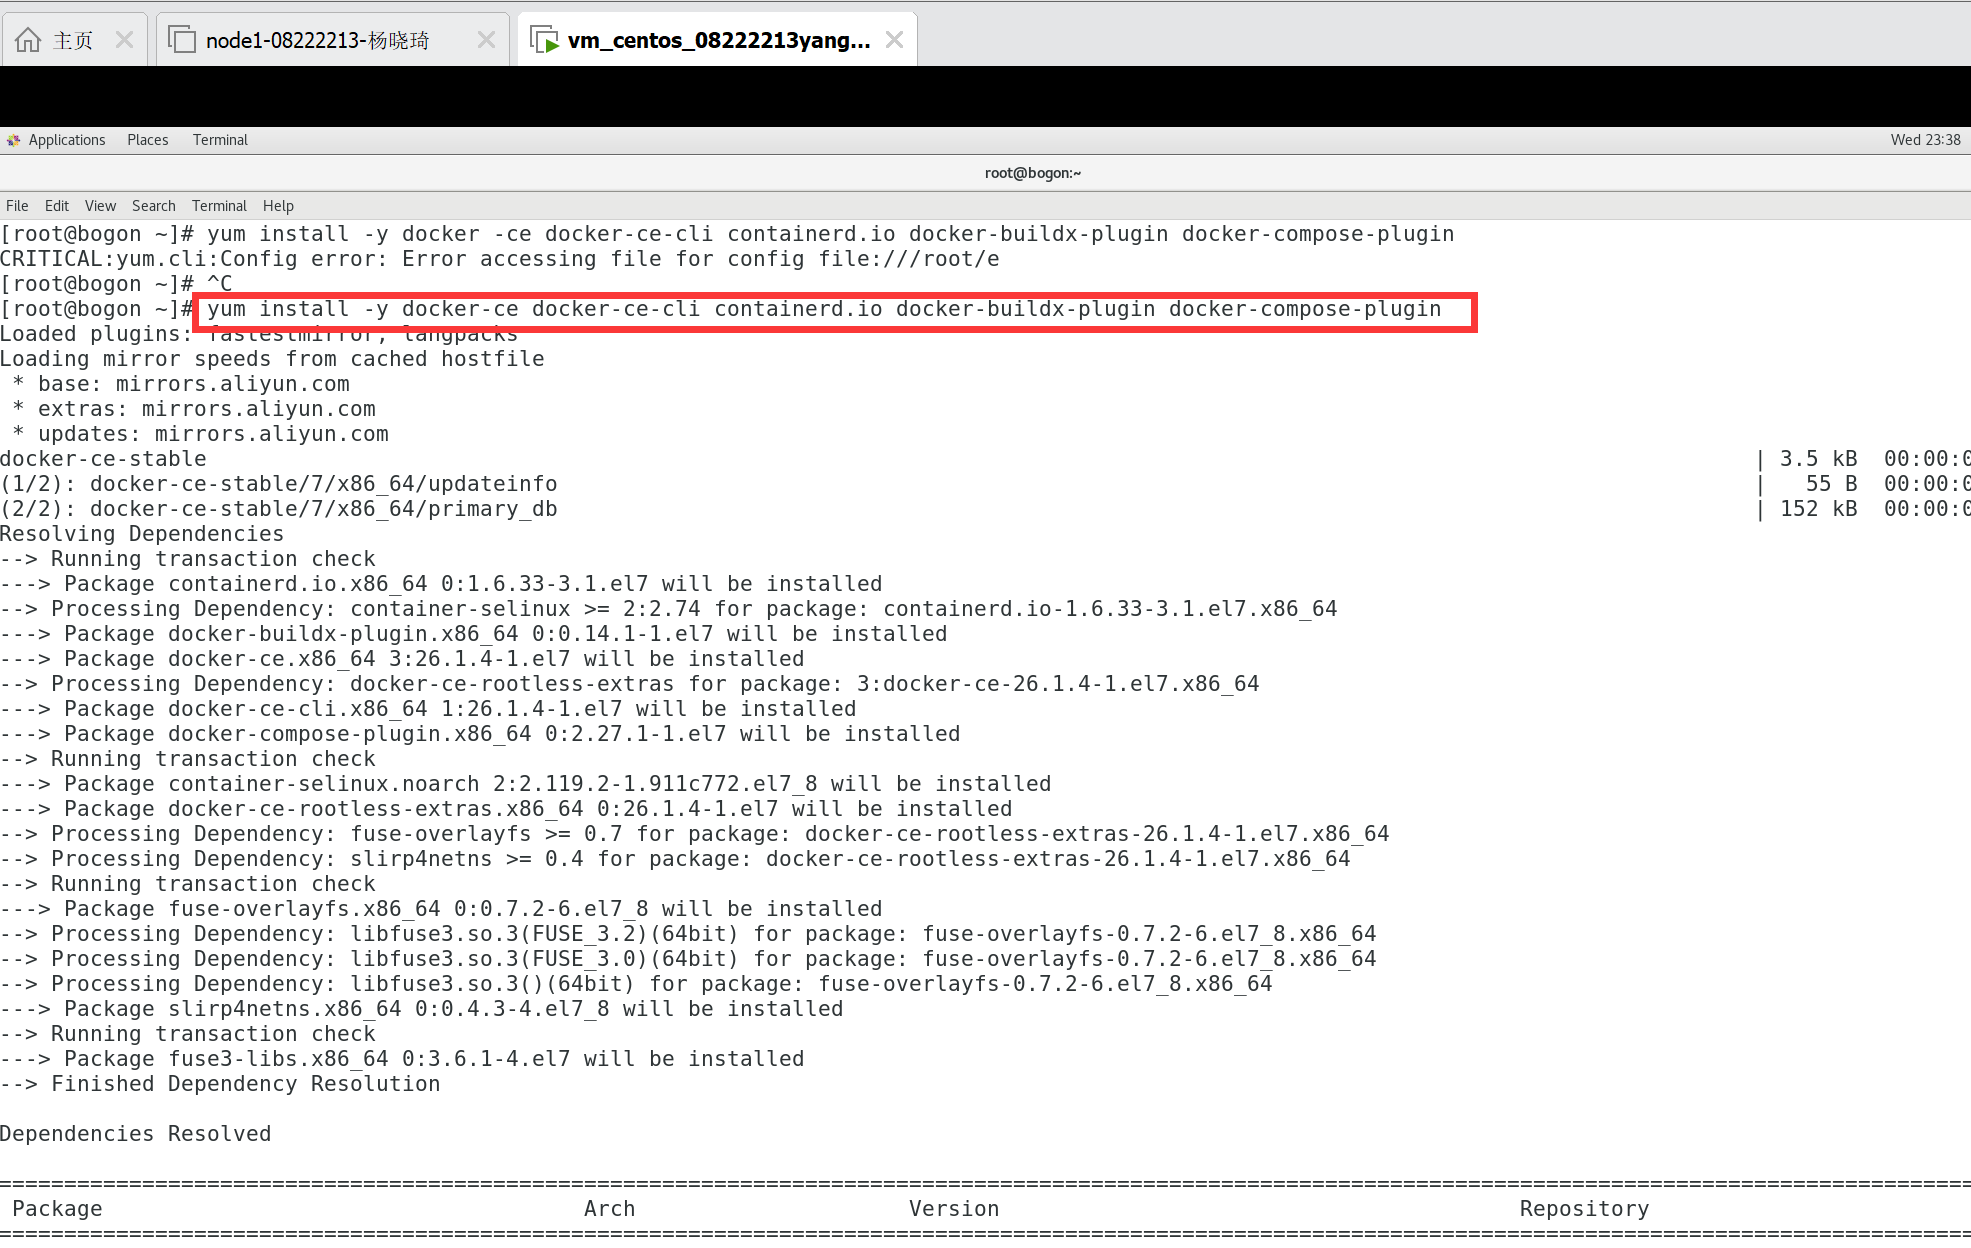 主页
node1-08222213-杨晓琦
vm_centos_08222213yang...
Applications Places Terminal Wed 23:38
root@bogon:~
File Edit View Search Terminal Help
[root@bogon ~]# yum install -y docker -ce docker-ce-cli containerd.io docker-buildx-plugin docker-compose-plugin
CRITICAL:yum.cli:Config error: Error accessing file for config file:///root/e
[root@bogon ~]# ^C
[root@bogon ~]# yum install -y docker-ce docker-ce-cli containerd.io docker-buildx-plugin docker-compose-plugin
Loaded plugins: fastestmirror, langpacks
Loading mirror speeds from cached hostfile
 * base: mirrors.aliyun.com
 * extras: mirrors.aliyun.com
 * updates: mirrors.aliyun.com
docker-ce-stable | 3.5 kB 00:00:0
(1/2): docker-ce-stable/7/x86_64/updateinfo | 55 B 00:00:0
(2/2): docker-ce-stable/7/x86_64/primary_db | 152 kB 00:00:0
Resolving Dependencies
--> Running transaction check
---> Package containerd.io.x86_64 0:1.6.33-3.1.el7 will be installed
--> Processing Dependency: container-selinux >= 2:2.74 for package: containerd.io-1.6.33-3.1.el7.x86_64
---> Package docker-buildx-plugin.x86_64 0:0.14.1-1.el7 will be installed
---> Package docker-ce.x86_64 3:26.1.4-1.el7 will be installed
--> Processing Dependency: docker-ce-rootless-extras for package: 3:docker-ce-26.1.4-1.el7.x86_64
---> Package docker-ce-cli.x86_64 1:26.1.4-1.el7 will be installed
---> Package docker-compose-plugin.x86_64 0:2.27.1-1.el7 will be installed
--> Running transaction check
---> Package container-selinux.noarch 2:2.119.2-1.911c772.el7_8 will be installed
---> Package docker-ce-rootless-extras.x86_64 0:26.1.4-1.el7 will be installed
--> Processing Dependency: fuse-overlayfs >= 0.7 for package: docker-ce-rootless-extras-26.1.4-1.el7.x86_64
--> Processing Dependency: slirp4netns >= 0.4 for package: docker-ce-rootless-extras-26.1.4-1.el7.x86_64
--> Running transaction check
---> Package fuse-overlayfs.x86_64 0:0.7.2-6.el7_8 will be installed
--> Processing Dependency: libfuse3.so.3(FUSE_3.2)(64bit) for package: fuse-overlayfs-0.7.2-6.el7_8.x86_64
--> Processing Dependency: libfuse3.so.3(FUSE_3.0)(64bit) for package: fuse-overlayfs-0.7.2-6.el7_8.x86_64
--> Processing Dependency: libfuse3.so.3()(64bit) for package: fuse-overlayfs-0.7.2-6.el7_8.x86_64
---> Package slirp4netns.x86_64 0:0.4.3-4.el7_8 will be installed
--> Running transaction check
---> Package fuse3-libs.x86_64 0:3.6.1-4.el7 will be installed
--> Finished Dependency Resolution
Dependencies Resolved
Package Arch Version Repository